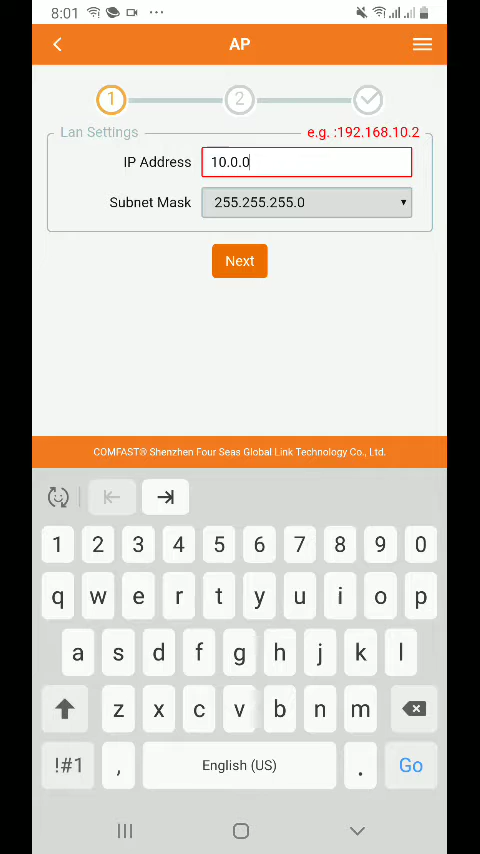 8:01
AP
1
2
Lan Settings
e.g. :192.168.10.2
IP Address
10.0.0
Subnet Mask
255.255.255.0
Next
COMFAST® Shenzhen Four Seas Global Link Technology Co., Ltd.
1 2 3 4 5 6 7 8 9 0
q w e r t y u i o p
a s d f g h j k l
z x c v b n m
!#1 , English (US) . Go